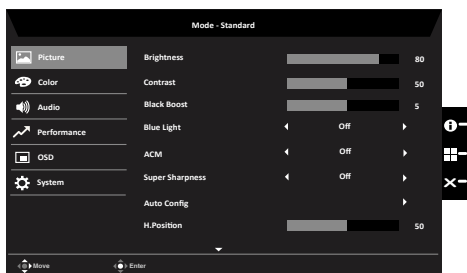 Mode - Standard
Picture
Color
Audio
Performance
OSD
System
Brightness 80
Contrast 50
Black Boost 5
Blue Light Off
ACM Off
Super Sharpness Off
Auto Config
H.Position 50
Move
Enter